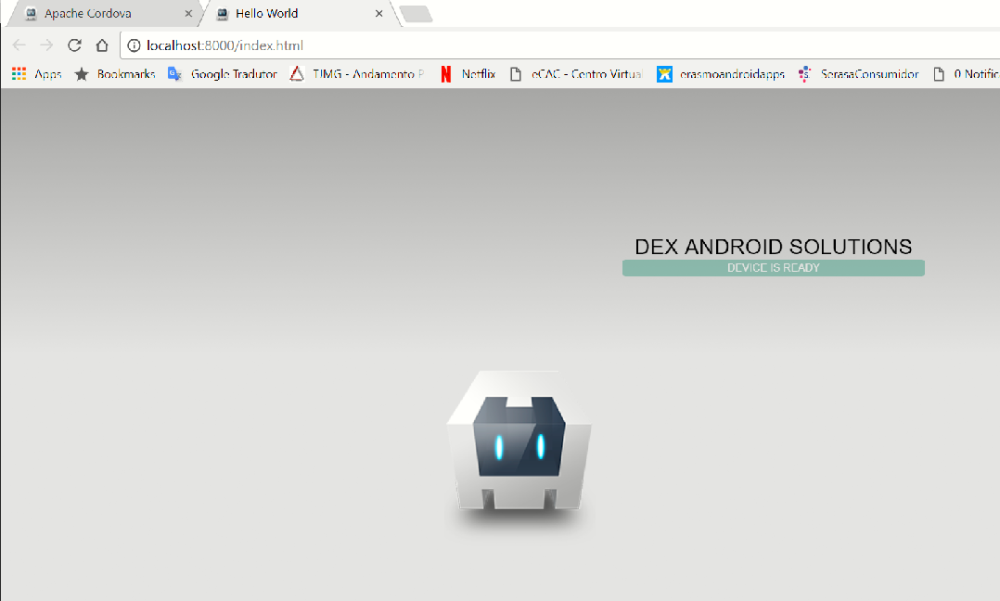 Apache Cordova
Hello World
localhost:8000/index.html
Apps Bookmarks Google Tradutor TJMG - Andamento P Netflix eCAC - Centro Virtua erasmoandroidapps SerasaConsumidor 0 Notific
DEX ANDROID SOLUTIONS
DEVICE IS READY